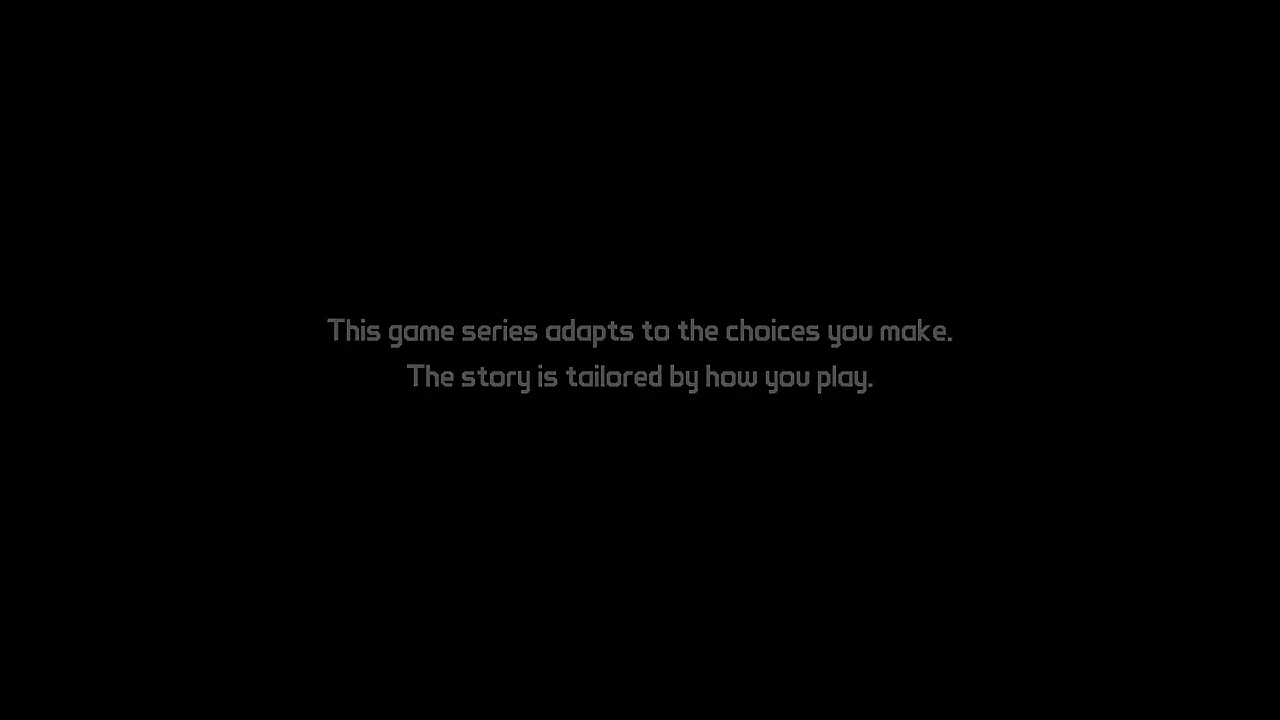 This game series adapts to the choices you make.
The story is tailored by how you play.